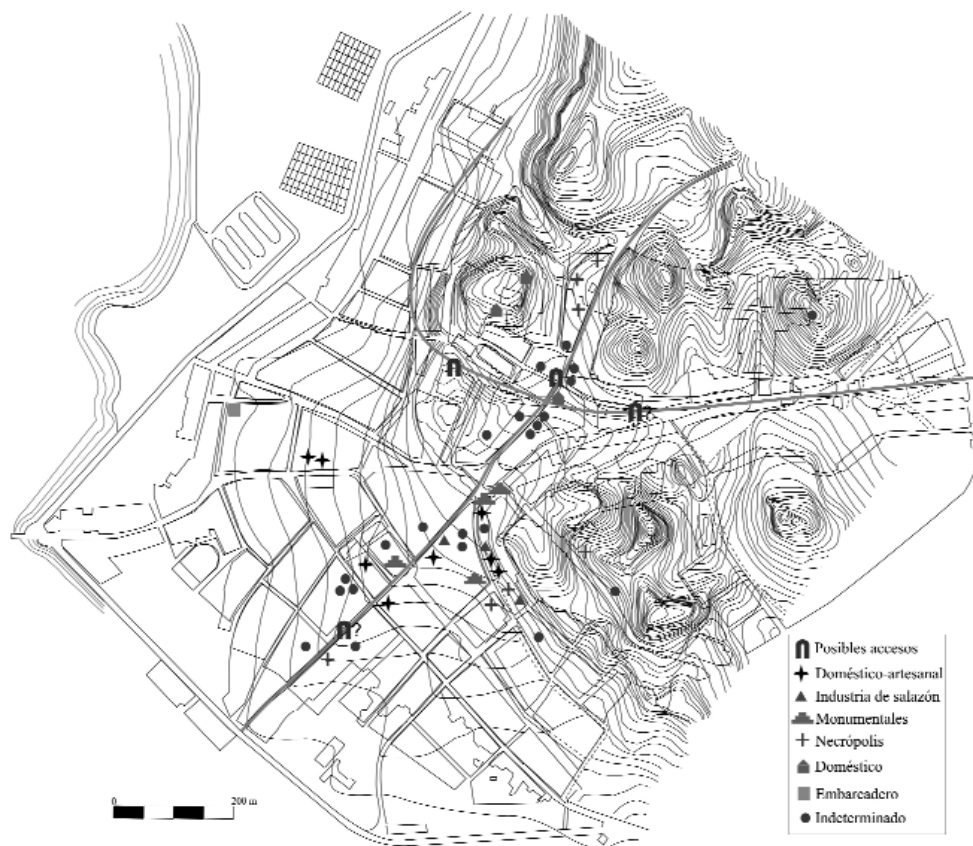 ?
?
0
200 m
Posibles accesos
Doméstico-artesanal
Industria de salazón
Monumentales
Necrópolis
Doméstico
Embarcadero
Indeterminado